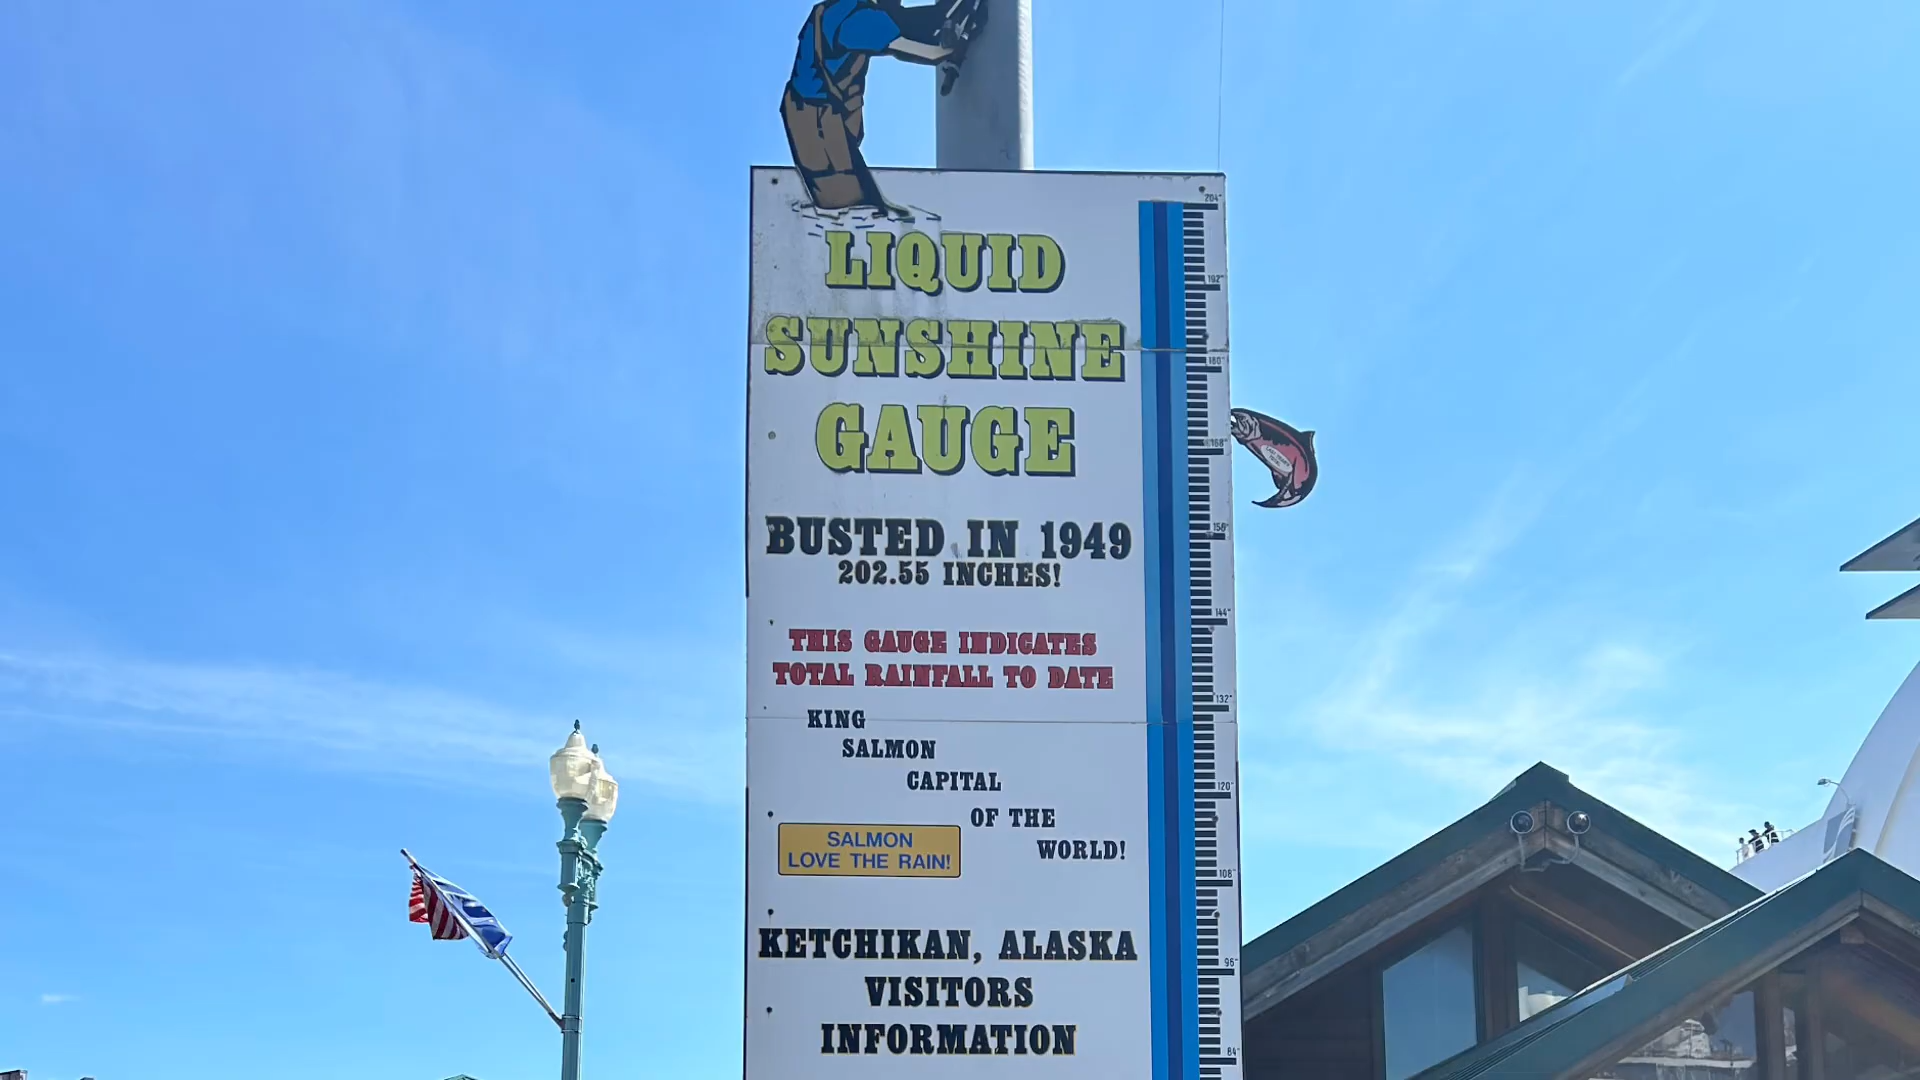 LIQUID
SUNSHINE
GAUGE
BUSTED IN 1949
202.55 INCHES!
THIS GAUGE INDICATES
TOTAL RAINFALL TO DATE
KING
SALMON
CAPITAL
OF THE
WORLD!
SALMON
LOVE THE RAIN!
KETCHIKAN, ALASKA
VISITORS
INFORMATION
204"
192"
180"
168"
156"
144"
132"
120"
108"
96"
84"